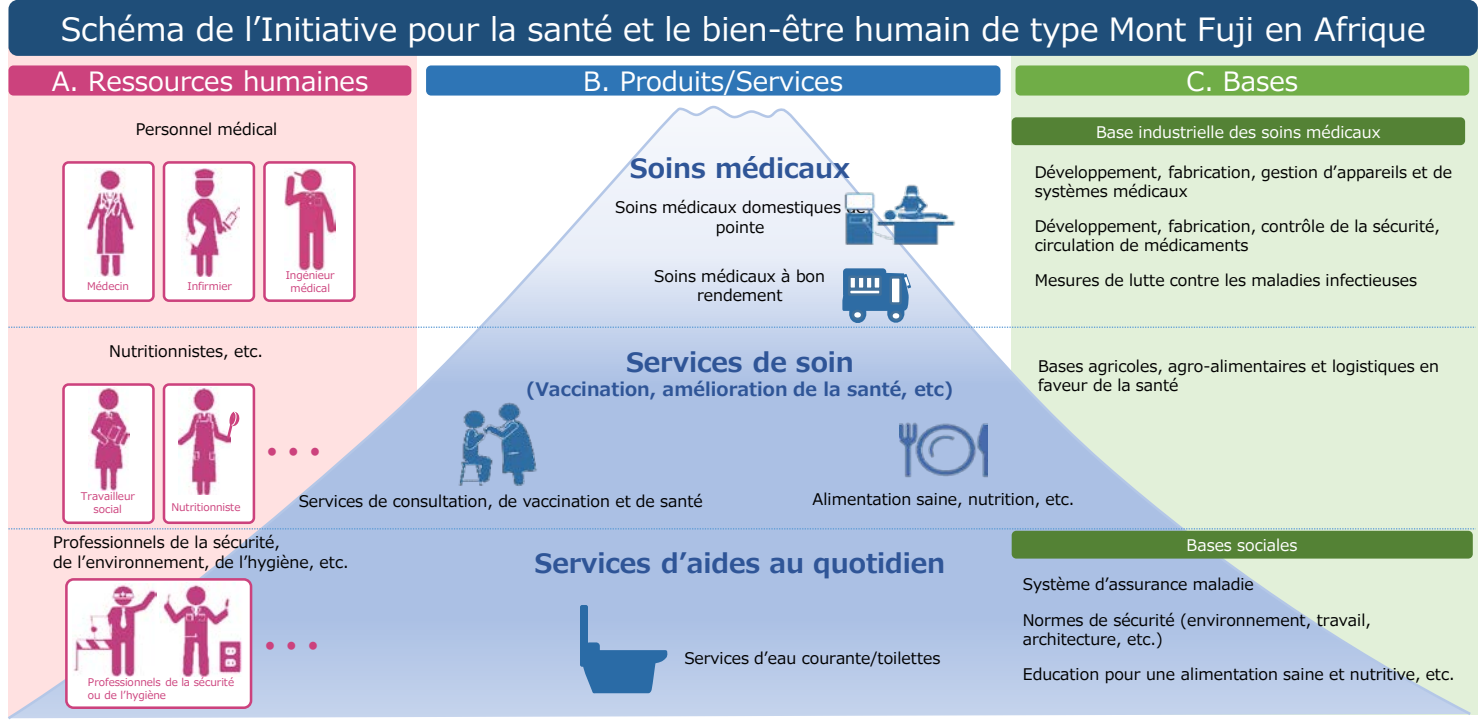 Schéma de l’Initiative pour la santé et le bien-être humain de type Mont Fuji en Afrique
A. Ressources humaines
Personnel médical
Médecin
Infirmier
Ingénieur
médical
Nutritionnistes, etc.
Travailleur
social
Nutritionniste
• • •
Professionnels de la sécurité,
de l’environnement, de l’hygiène, etc.
Professionnels de la sécurité
ou de l’hygiène
• • •
B. Produits/Services
Soins médicaux
Soins médicaux domestiques de
pointe
Soins médicaux à bon
rendement
Services de soin
(Vaccination, amélioration de la santé, etc)
Services de consultation, de vaccination et de santé
Alimentation saine, nutrition, etc.
Services d’aides au quotidien
Services d’eau courante/toilettes
C. Bases
Base industrielle des soins médicaux
Développement, fabrication, gestion d’appareils et de
systèmes médicaux
Développement, fabrication, contrôle de la sécurité,
circulation de médicaments
Mesures de lutte contre les maladies infectieuses
Bases agricoles, agro-alimentaires et logistiques en
faveur de la santé
Bases sociales
Système d’assurance maladie
Normes de sécurité (environnement, travail,
architecture, etc.)
Education pour une alimentation saine et nutritive, etc.